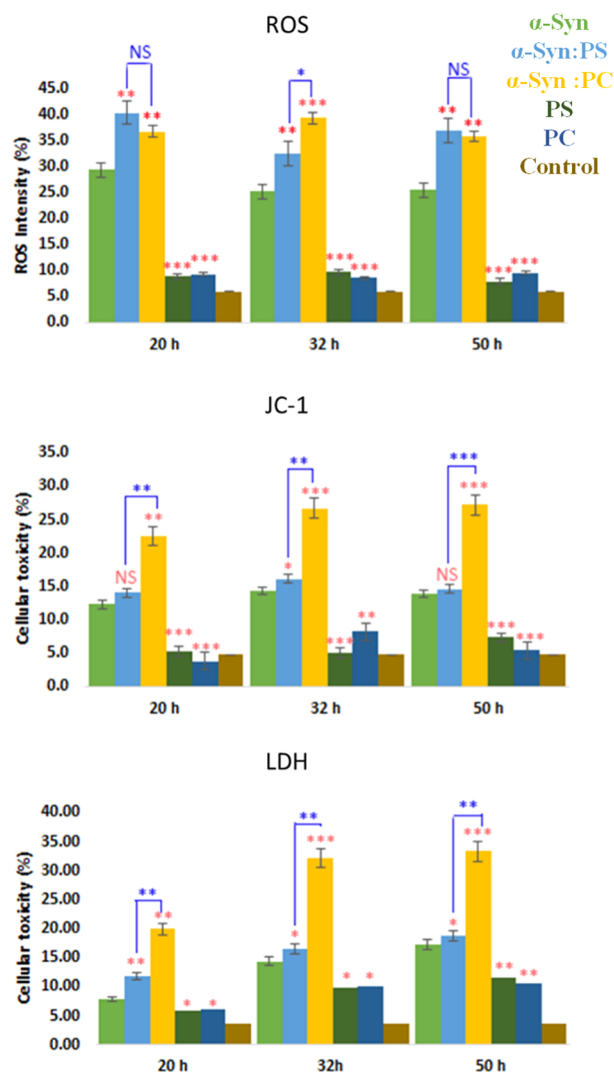 ROS
α-Syn
α-Syn:PS
α-Syn :PC
PS
PC
Control
NS
*
NS
** ** ** *** ** **
*** *** *** *** *** ***
ROS Intensity (%)
45.0
40.0
35.0
30.0
25.0
20.0
15.0
10.0
5.0
0.0
20 h 32 h 50 h
JC-1
** ** ***
NS ** * *** NS ***
*** *** *** ** *** ***
Cellular toxicity (%)
35.0
30.0
25.0
20.0
15.0
10.0
5.0
0.0
20 h 32 h 50 h
LDH
** ** **
** ** * *** * ***
* * * * ** **
Cellular toxicity (%)
40.00
35.00
30.00
25.00
20.00
15.00
10.00
5.00
0.00
20 h 32h 50 h